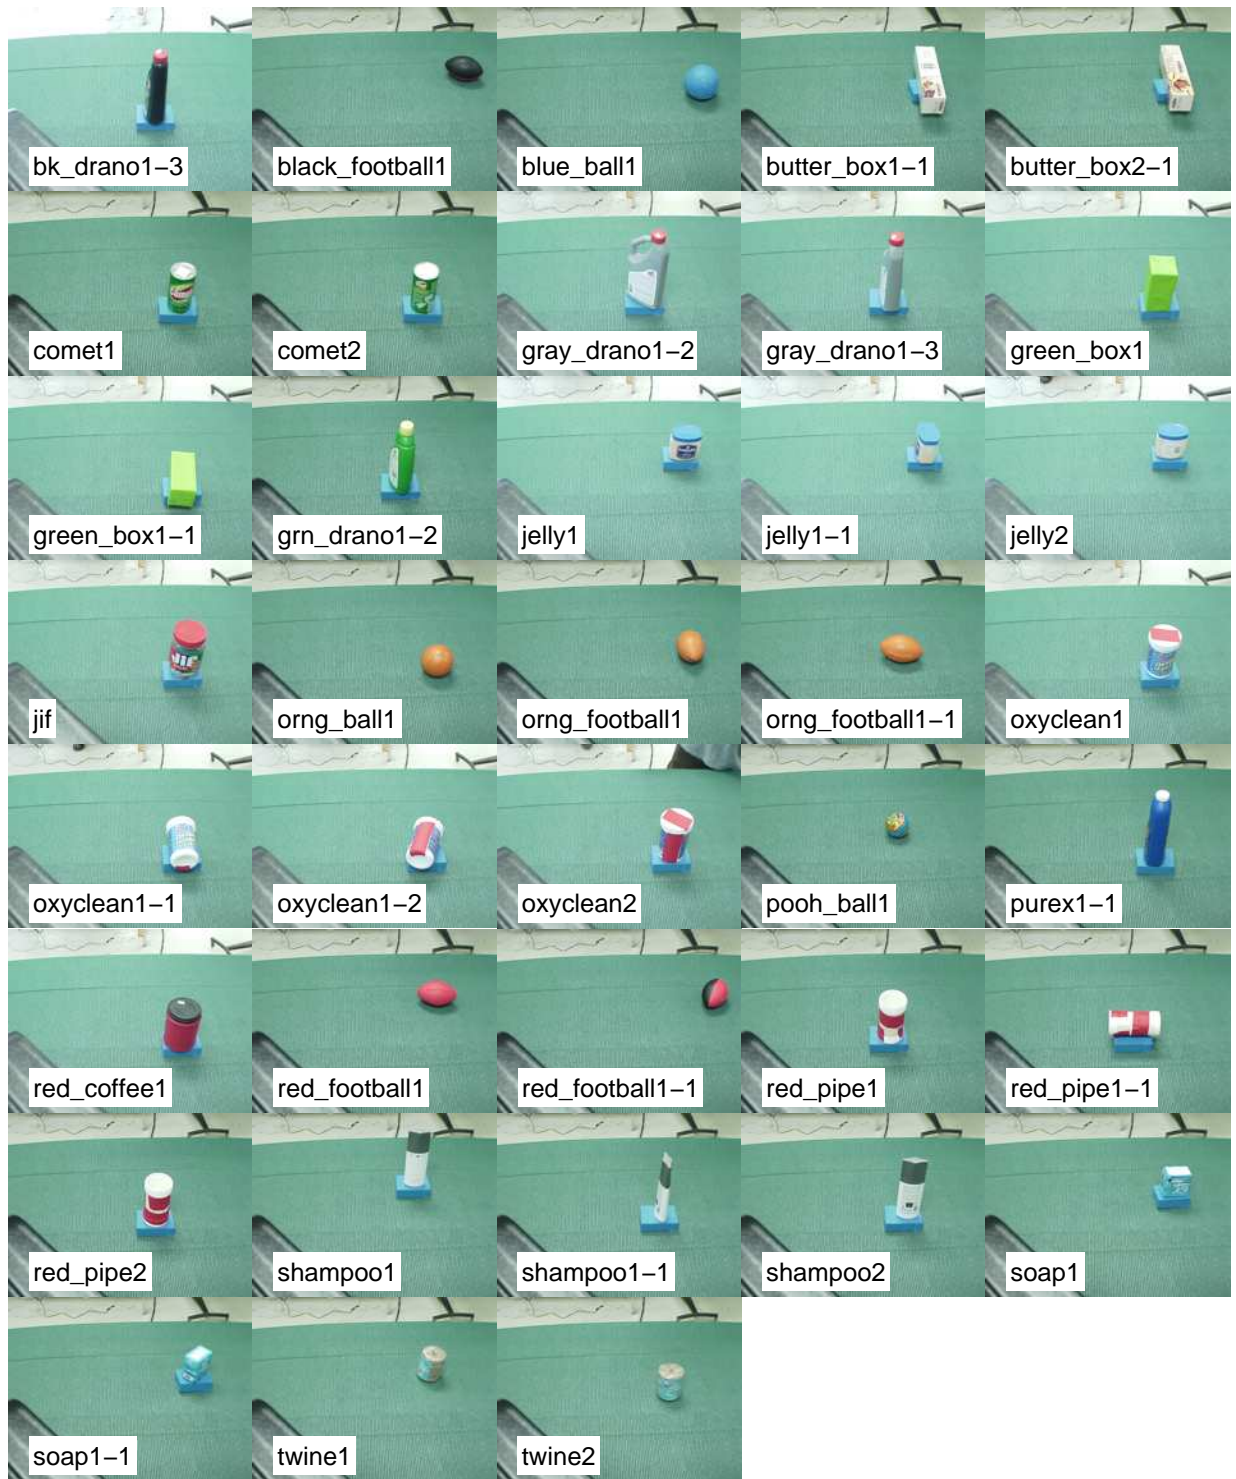 bk_drano1−3
black_football1
blue_ball1
butter_box1−1
butter_box2−1
comet1
comet2
gray_drano1−2
gray_drano1−3
green_box1
green_box1−1
grn_drano1−2
jelly1
jelly1−1
jelly2
JIF
jif
orng_ball1
orng_football1
orng_football1−1
oxyclean1
oxyclean1−1
oxyclean1−2
oxyclean2
pooh_ball1
purex1−1
red_coffee1
red_football1
red_football1−1
red_pipe1
red_pipe1−1
red_pipe2
shampoo1
shampoo1−1
shampoo2
soap1
soap1−1
twine1
twine2